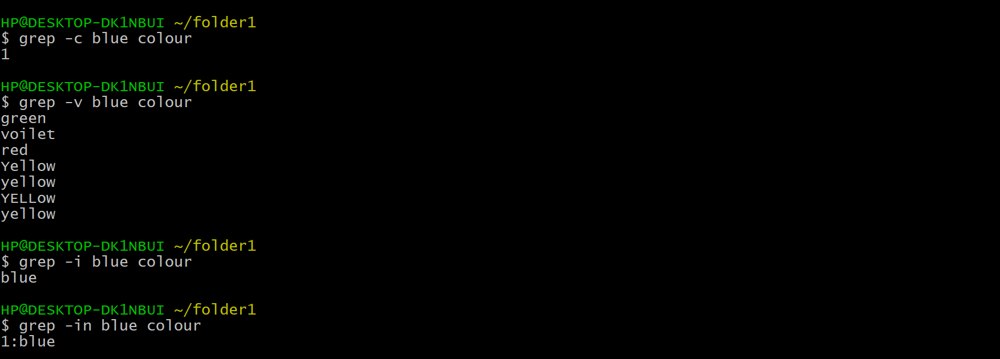 HP@DESKTOP-DK1NBUI ~/folder1
$ grep -c blue colour
1
HP@DESKTOP-DK1NBUI ~/folder1
$ grep -v blue colour
green
voilet
red
Yellow
yellow
YELLow
yellow
HP@DESKTOP-DK1NBUI ~/folder1
$ grep -i blue colour
blue
HP@DESKTOP-DK1NBUI ~/folder1
$ grep -in blue colour
1:blue